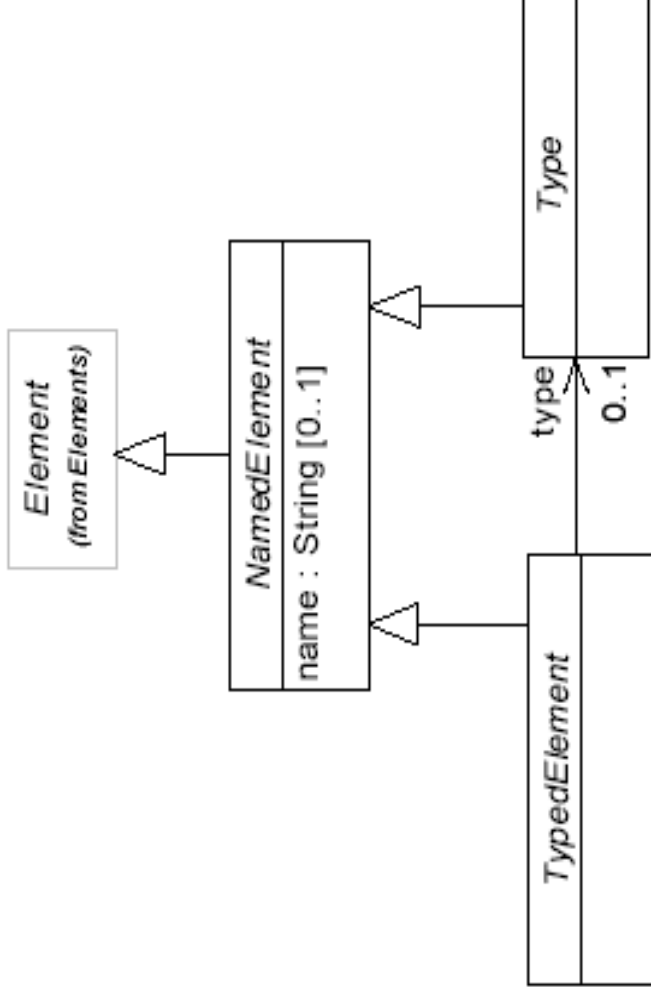 Element
(from Elements)
NamedElement
name : String [0..1]
TypedElement
type
0..1
Type